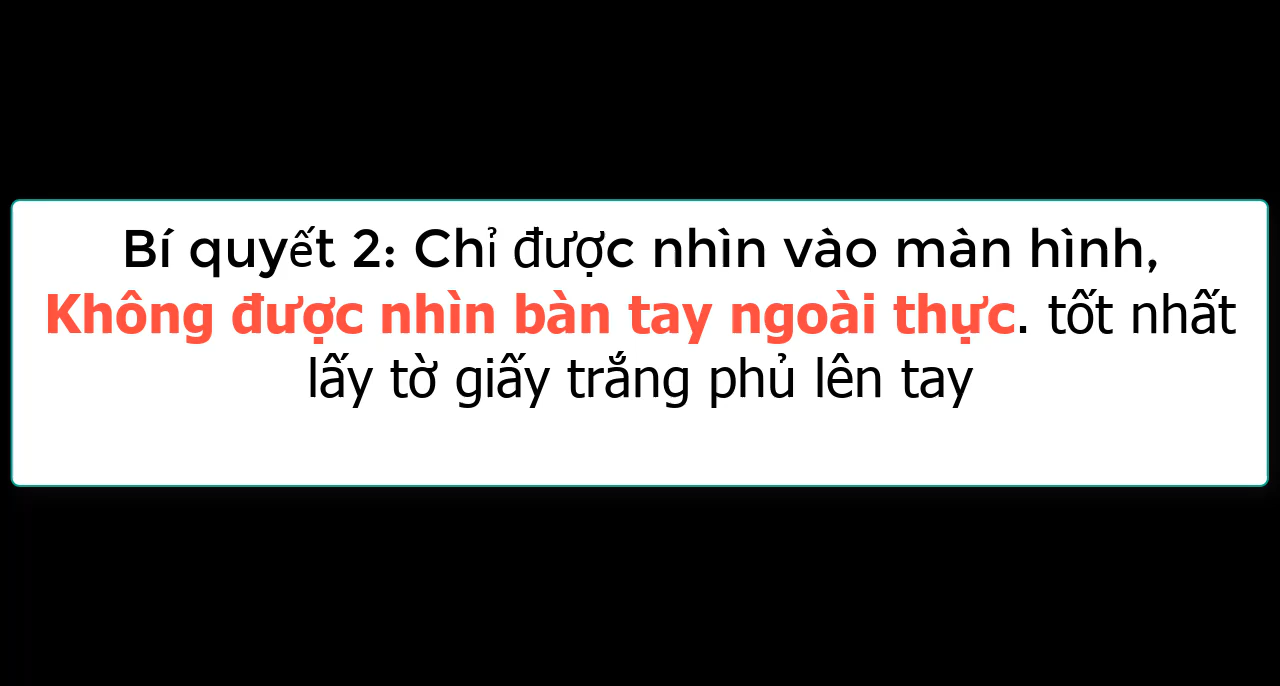 Bí quyết 2: Chỉ được nhìn vào màn hình,
Không được nhìn bàn tay ngoài thực. tốt nhất
lấy tờ giấy trắng phủ lên tay